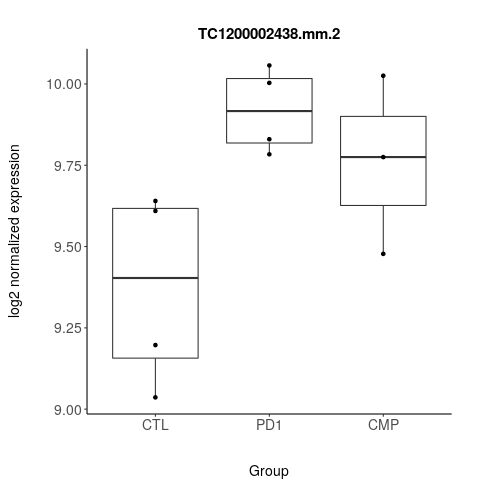 TC1200002438.mm.2
log2 normalized expression
10.00
9.75
9.50
9.25
9.00
CTL PD1 CMP
Group